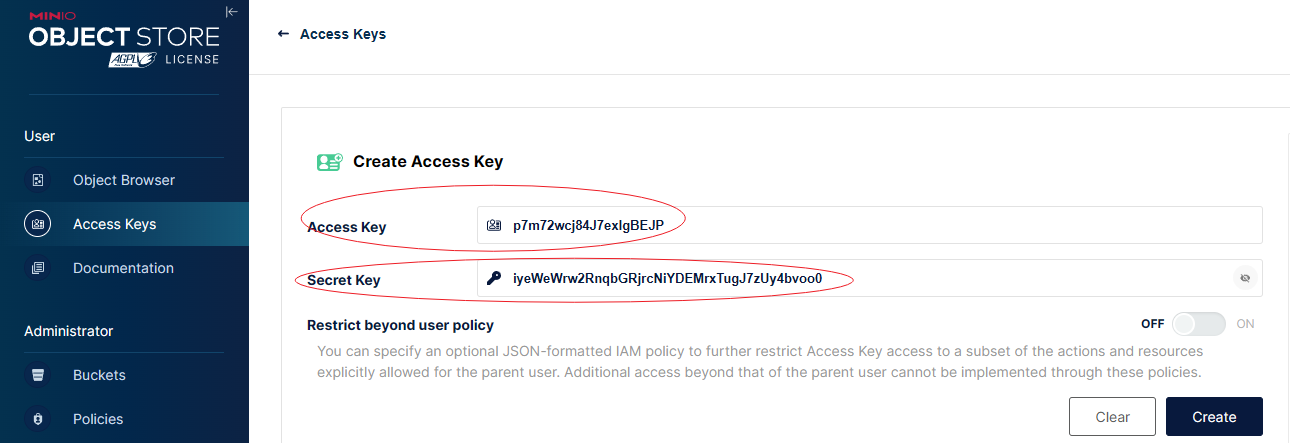 MINIO
OBJECT STORE
AGPLV3 LICENSE
User
Object Browser
Access Keys
Documentation
Administrator
Buckets
Policies
← Access Keys
Create Access Key
Access Key p7m72wcj84J7exlgBEJP
Secret Key iyeWeWrw2RnqbGRjrcNiYDEMrxTugJ7zUy4bvoo0
Restrict beyond user policy OFF ON
You can specify an optional JSON-formatted IAM policy to further restrict Access Key access to a subset of the actions and resources
explicitly allowed for the parent user. Additional access beyond that of the parent user cannot be implemented through these policies.
Clear Create